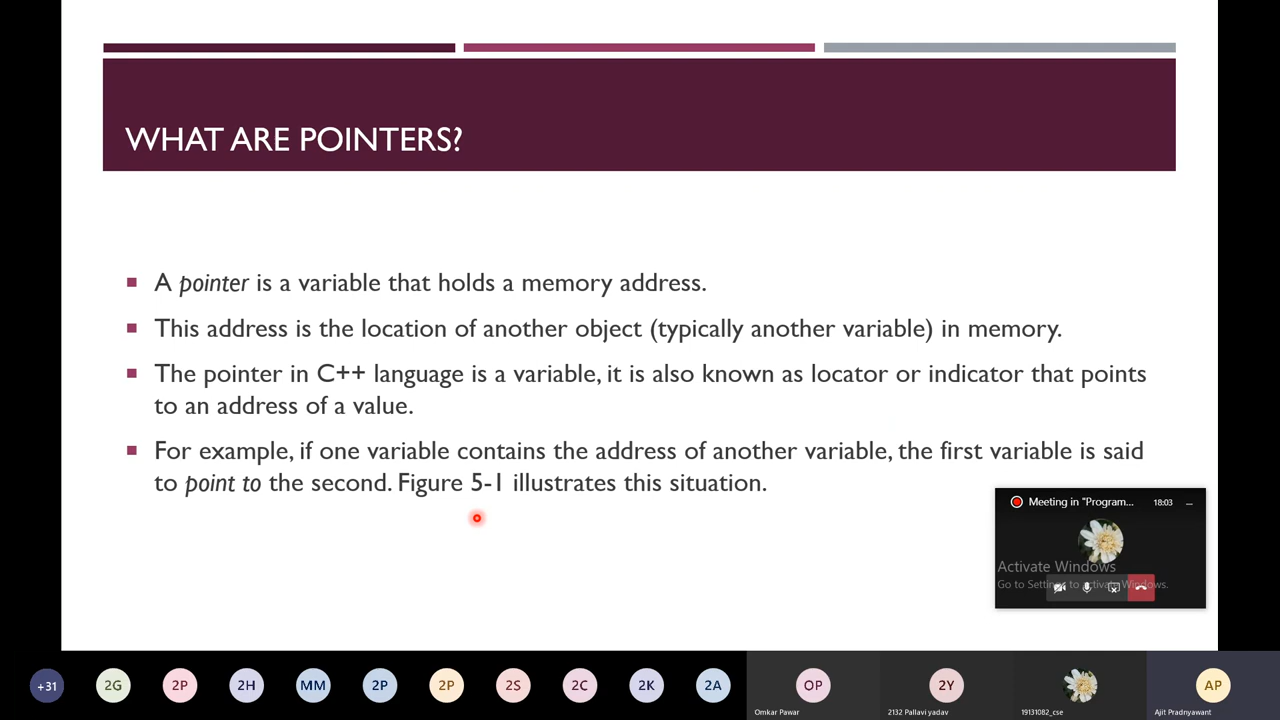 WHAT ARE POINTERS?
A pointer is a variable that holds a memory address.
This address is the location of another object (typically another variable) in memory.
The pointer in C++ language is a variable, it is also known as locator or indicator that points
to an address of a value.
For example, if one variable contains the address of another variable, the first variable is said
to point to the second. Figure 5-1 illustrates this situation.
Meeting in "Program... 18:03
Activate Windows
Go to Settings to activate Windows.
+31 2G 2P 2H MM 2P 2P 2S 2C 2K 2A OP 2Y AP
Omkar Pawar 2132 Pallavi yadav 19131082_cse Ajit Pradnyawant